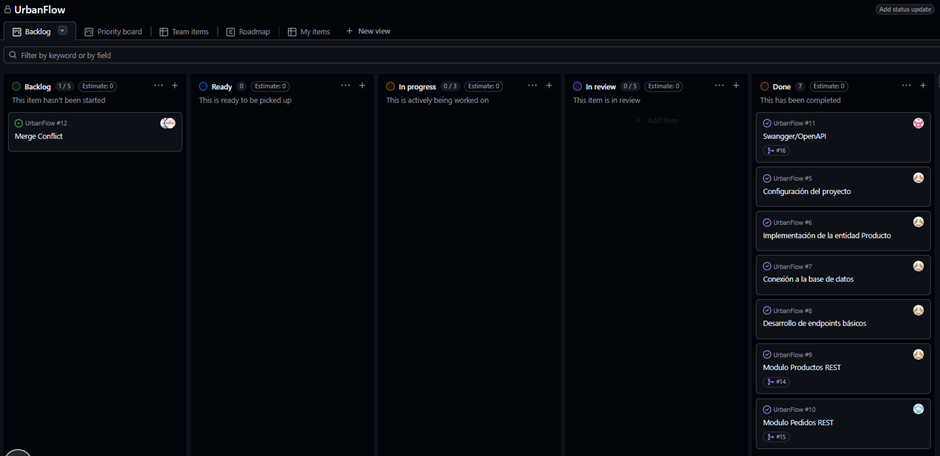 UrbanFlow
Add status update
Backlog
Priority board
Team items
Roadmap
My items
+ New view
Filter by keyword or by field
Backlog 1 / 5 Estimate: 0
This item hasn't been started
UrbanFlow #12
Merge Conflict
Ready 0 Estimate: 0
This is ready to be picked up
In progress 0 / 3 Estimate: 0
This is actively being worked on
In review 0 / 5 Estimate: 0
This item is in review
+ Add item
Done 7 Estimate: 0
This has been completed
UrbanFlow #11
Swangger/OpenAPI
#16
UrbanFlow #5
Configuración del proyecto
UrbanFlow #6
Implementación de la entidad Producto
UrbanFlow #7
Conexión a la base de datos
UrbanFlow #8
Desarrollo de endpoints básicos
UrbanFlow #9
Modulo Productos REST
#14
UrbanFlow #10
Modulo Pedidos REST
#15